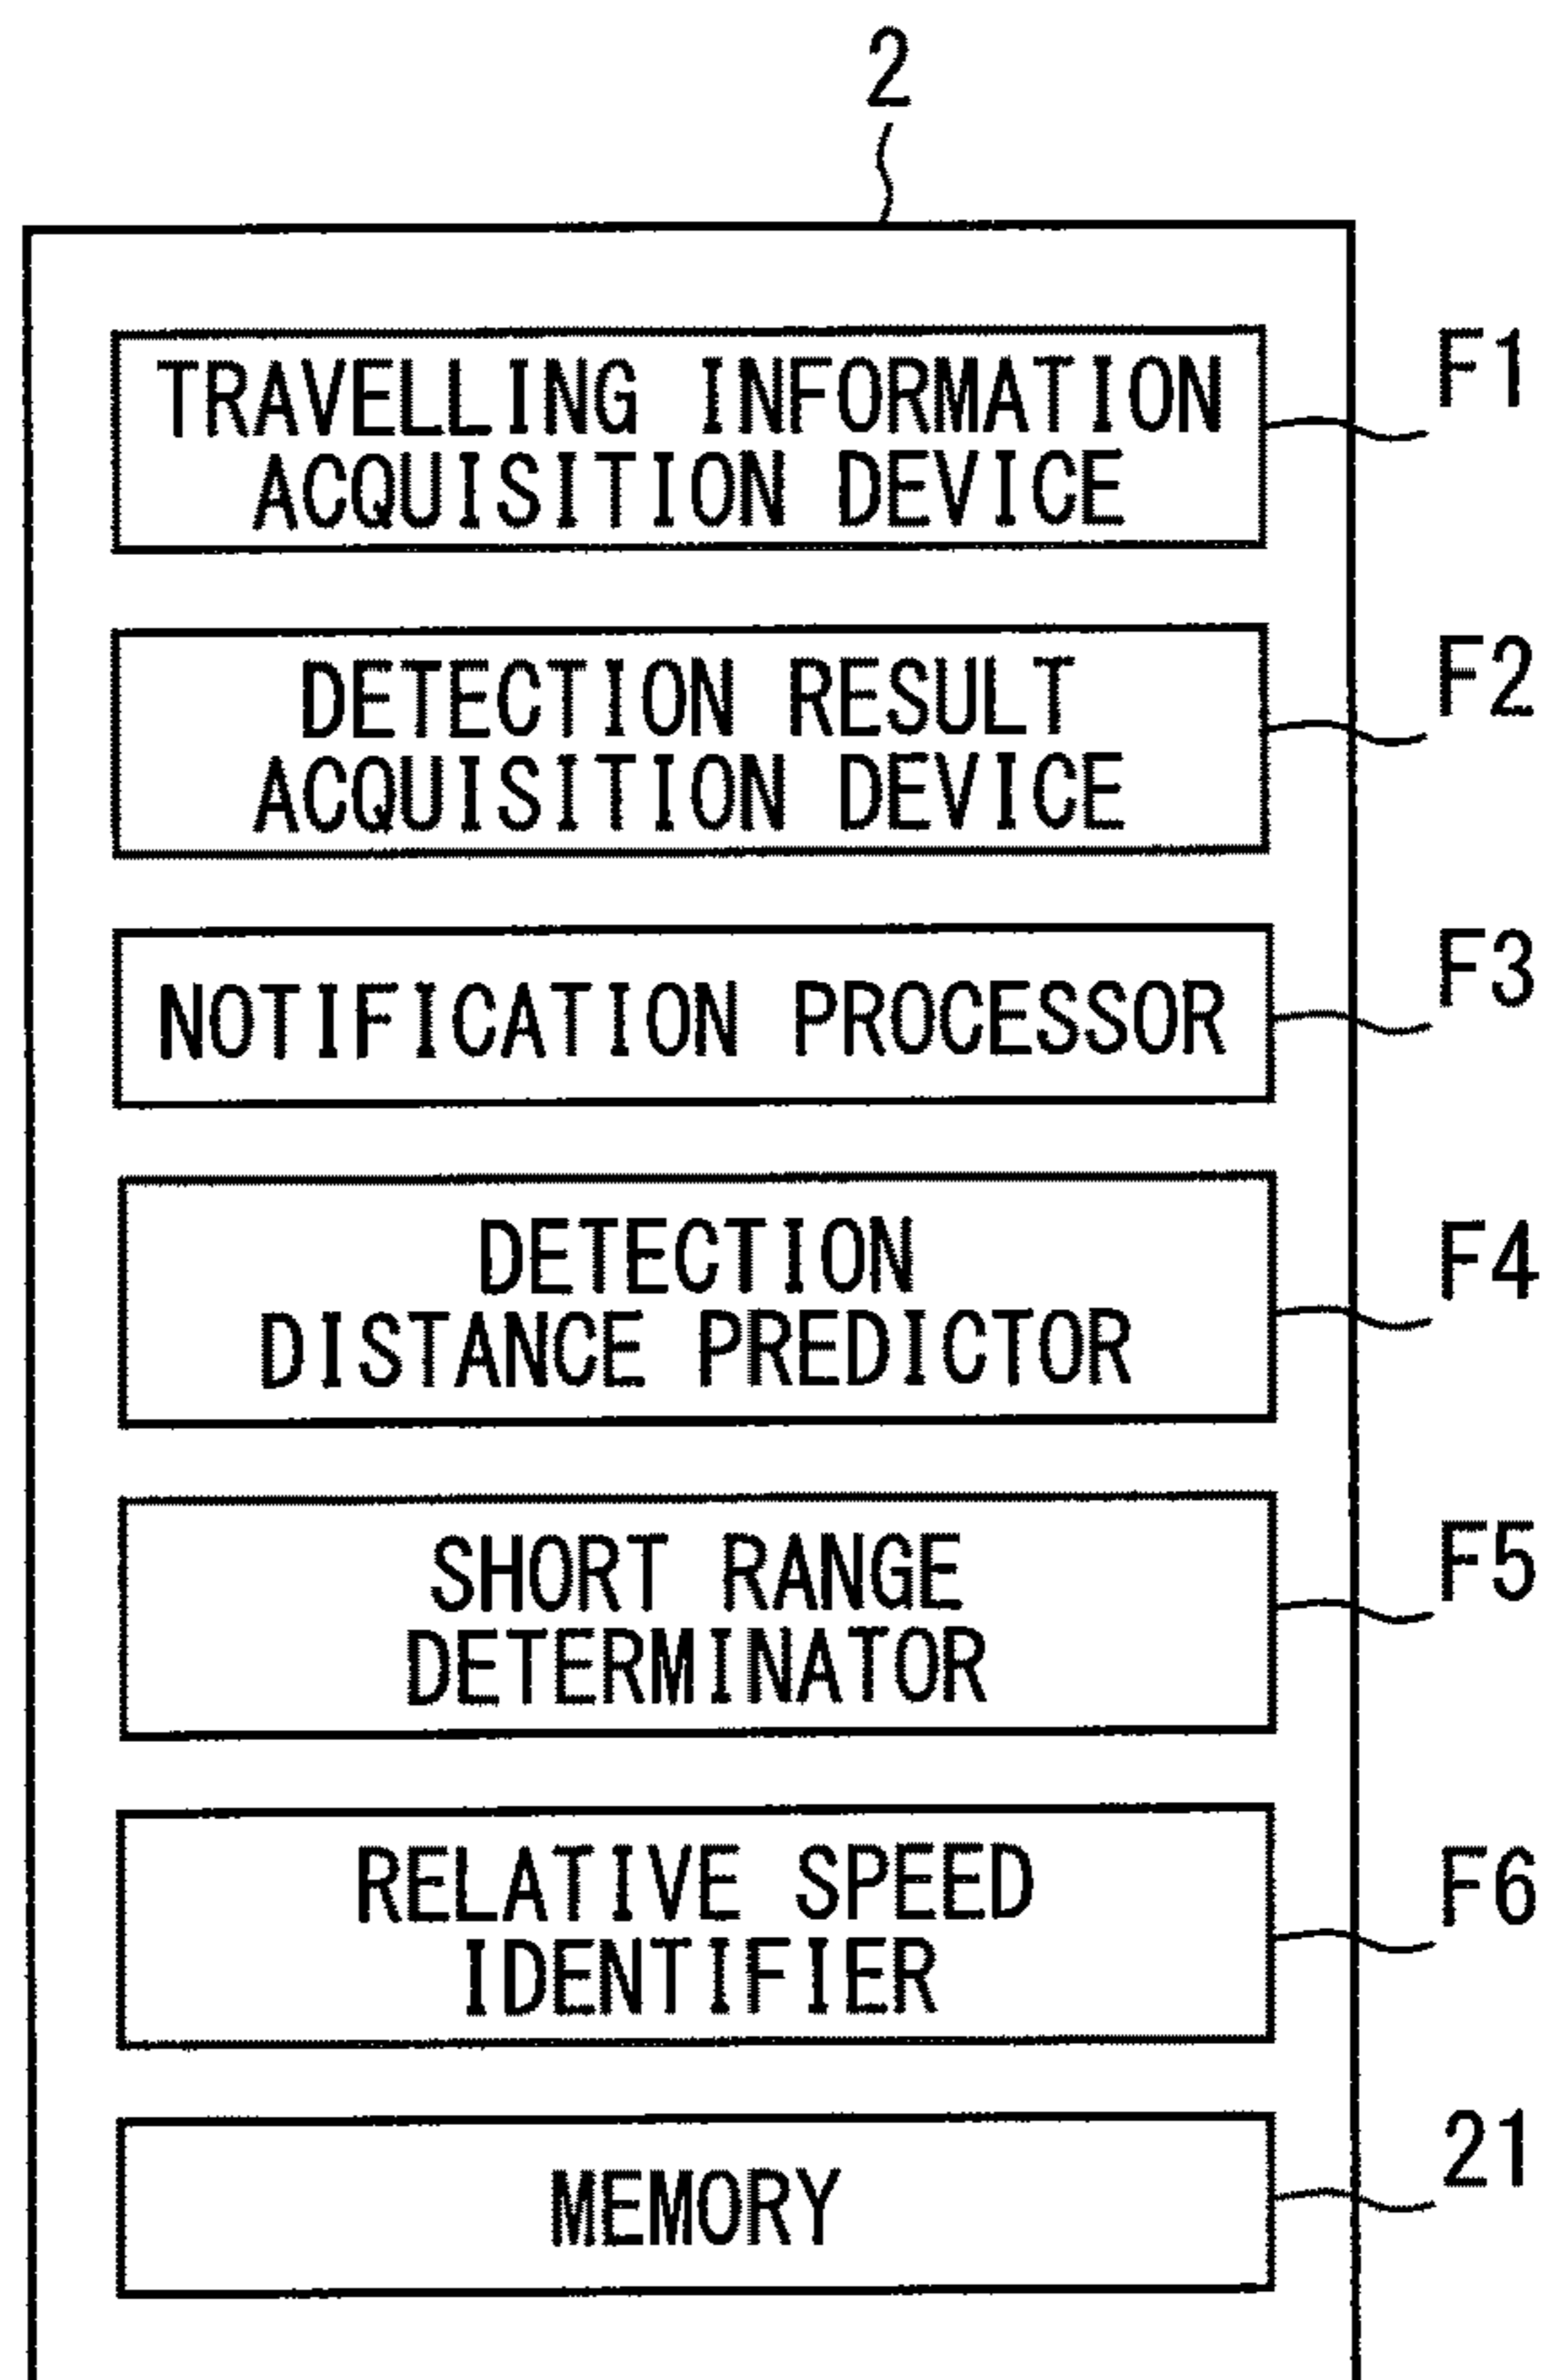 2
TRAVELLING INFORMATION
ACQUISITION DEVICE
F1
DETECTION RESULT
ACQUISITION DEVICE
F2
NOTIFICATION PROCESSOR
F3
DETECTION
DISTANCE PREDICTOR
F4
SHORT RANGE
DETERMINATOR
F5
RELATIVE SPEED
IDENTIFIER
F6
MEMORY
21